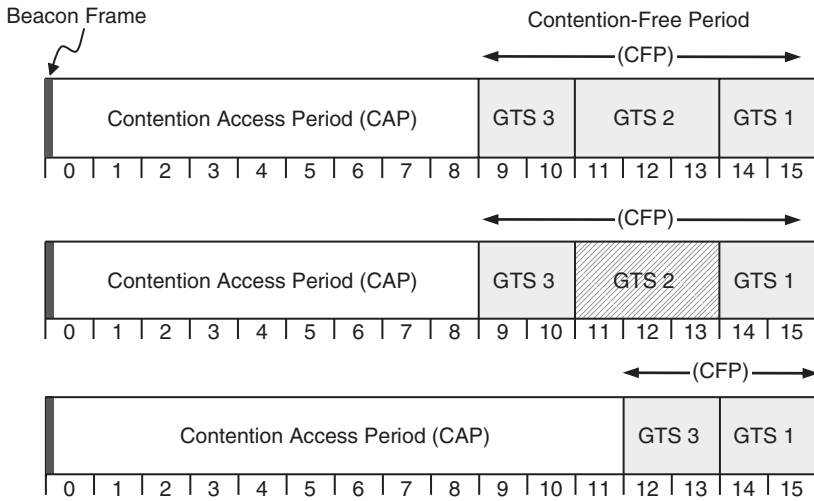 Beacon Frame
Contention-Free Period
(CFP)
Contention Access Period (CAP)
GTS 3
GTS 2
GTS 1
0 1 2 3 4 5 6 7 8 9 10 11 12 13 14 15
(CFP)
Contention Access Period (CAP)
GTS 3
GTS 2
GTS 1
0 1 2 3 4 5 6 7 8 9 10 11 12 13 14 15
(CFP)
Contention Access Period (CAP)
GTS 3
GTS 1
0 1 2 3 4 5 6 7 8 9 10 11 12 13 14 15